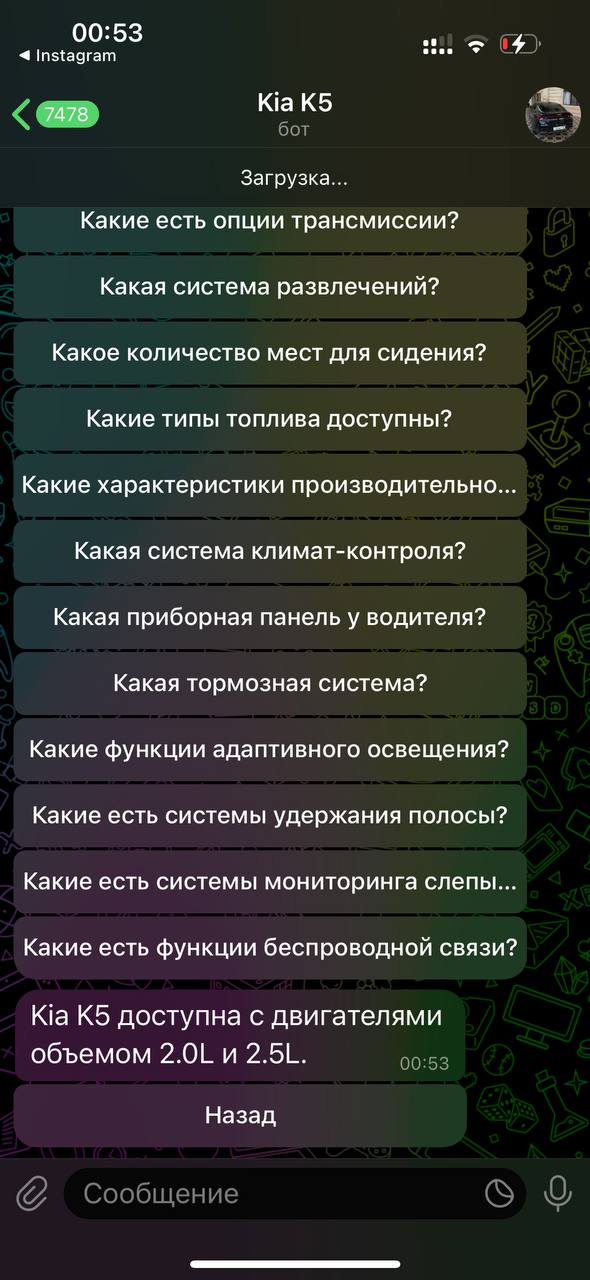 00:53
◀ Instagram
7478
Kia K5
бот
Загрузка...
Какие есть опции трансмиссии?
Какая система развлечений?
Какое количество мест для сидения?
Какие типы топлива доступны?
Какие характеристики производительно...
Какая система климат-контроля?
Какая приборная панель у водителя?
Какая тормозная система?
Какие функции адаптивного освещения?
Какие есть системы удержания полосы?
Какие есть системы мониторинга слепы...
Какие есть функции беспроводной связи?
Kia K5 доступна с двигателями
объемом 2.0L и 2.5L.
00:53
Назад
Сообщение